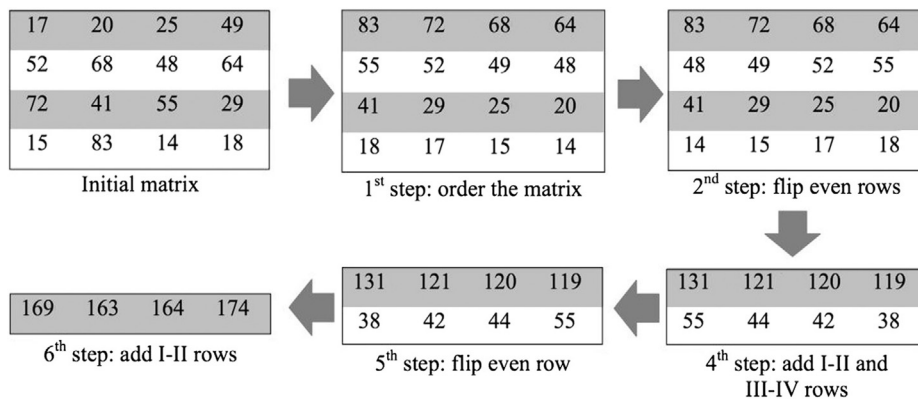 17 20 25 49
52 68 48 64
72 41 55 29
15 83 14 18
Initial matrix
83 72 68 64
55 52 49 48
41 29 25 20
18 17 15 14
1st step: order the matrix
83 72 68 64
48 49 52 55
41 29 25 20
14 15 17 18
2nd step: flip even rows
131 121 120 119
55 44 42 38
4th step: add I-II and
III-IV rows
131 121 120 119
38 42 44 55
5th step: flip even row
169 163 164 174
6th step: add I-II rows